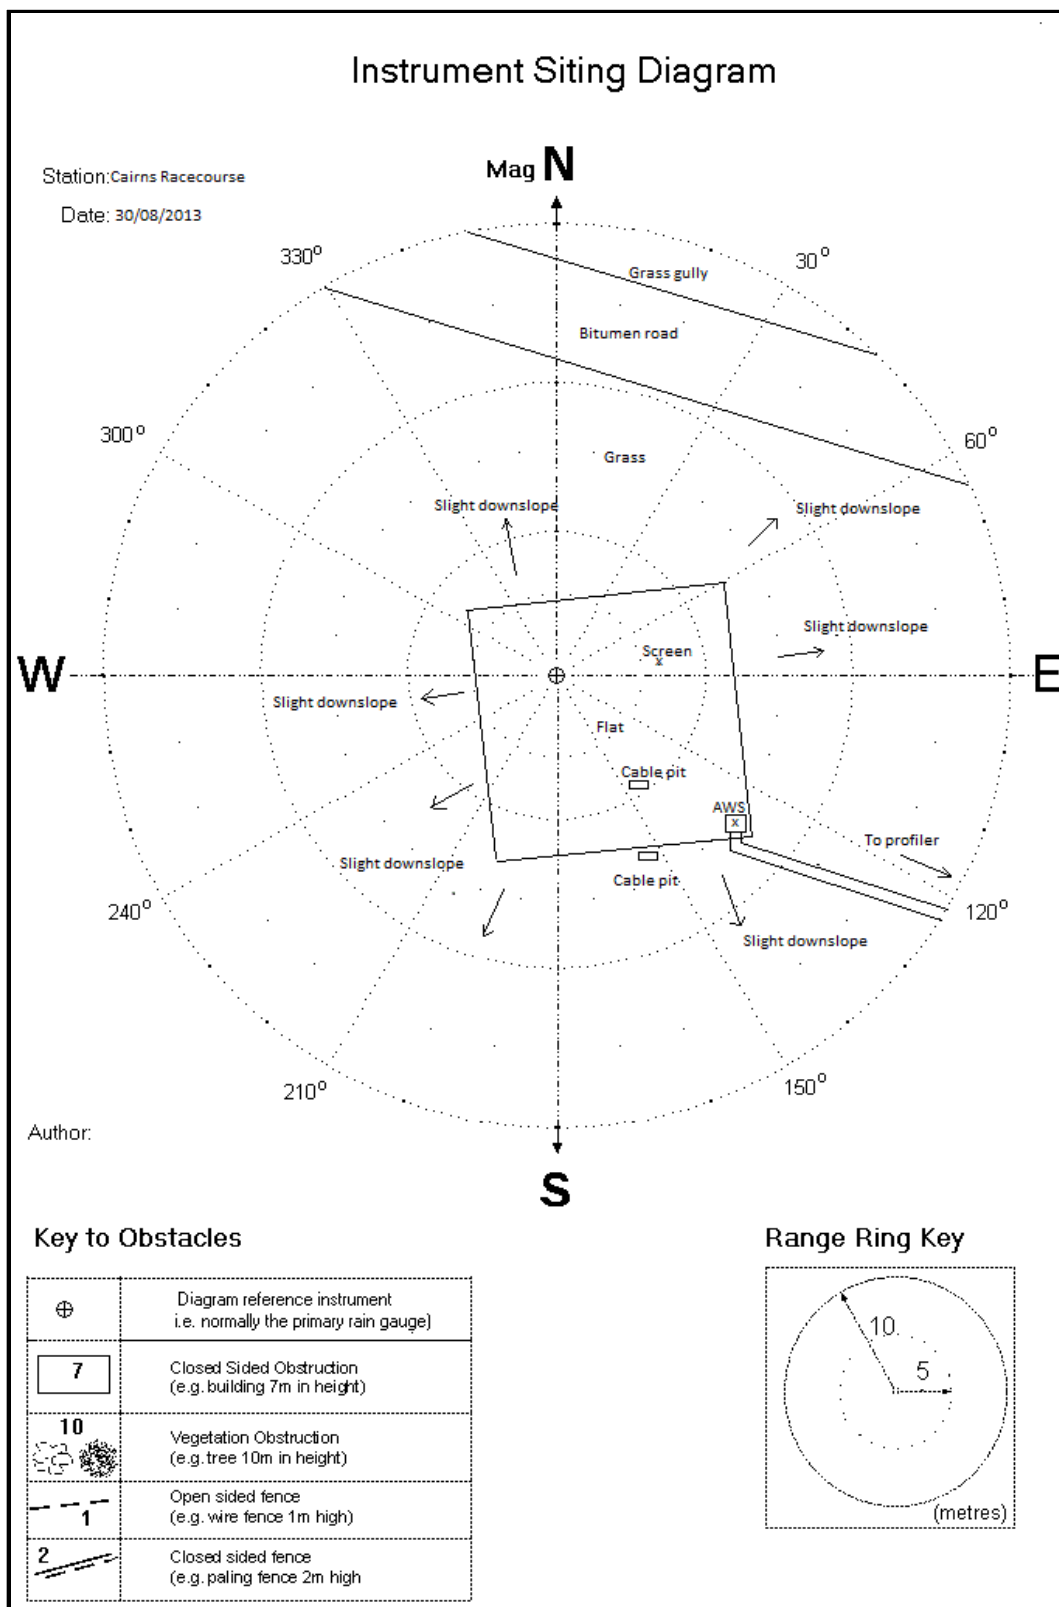 Instrument Siting Diagram
Station: Cairns Racecourse
Date: 30/08/2013
Mag N
330°
30°
Grass gully
Bitumen road
300°
60°
Grass
Slight downslope
Slight downslope
Slight downslope
Screen
x
W
E
Slight downslope
Flat
Cable pit
AWS
x
To profiler
Slight downslope
Cable pit
240°
120°
Slight downslope
210°
150°
Author:
S
Key to Obstacles
Diagram reference instrument
i.e. normally the primary rain gauge)
7
Closed Sided Obstruction
(e.g. building 7m in height)
10
Vegetation Obstruction
(e.g. tree 10m in height)
1
Open sided fence
(e.g. wire fence 1m high)
2
Closed sided fence
(e.g. paling fence 2m high
Range Ring Key
10
5
(metres)